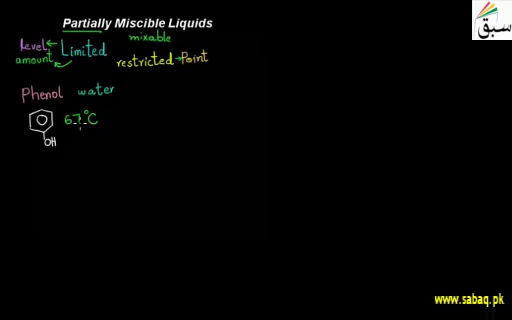 Partially Miscible Liquids
mixable
level ← Limited
amount
restricted → Point
Phenol water
67°C
OH
سبق
www.sabaq.pk